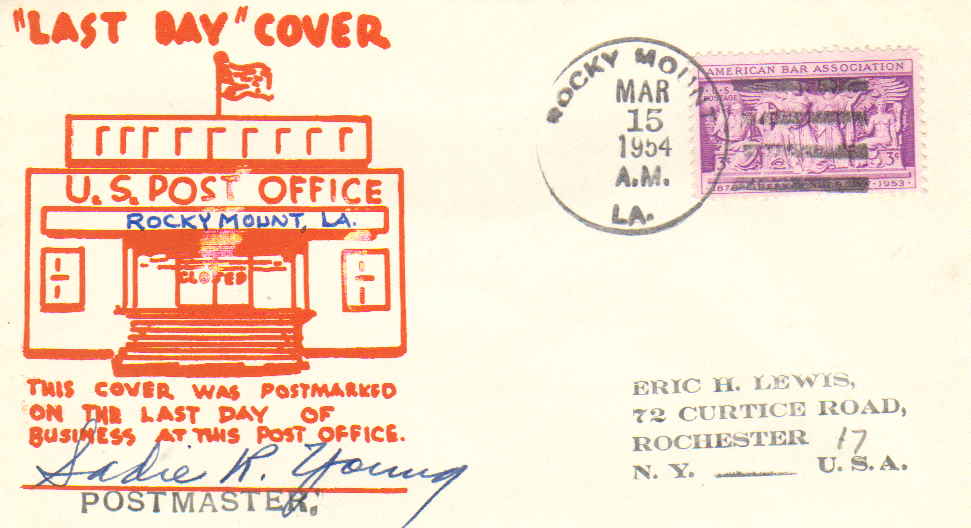 "LAST DAY" COVER
U.S. POST OFFICE
ROCKY MOUNT, LA.
CLOSED
THIS COVER WAS POSTMARKED
ON THE LAST DAY OF
BUSINESS AT THIS POST OFFICE.
Sadie R. Young
POSTMASTER.
ROCKY MOUNT
MAR
15
1954
A.M.
LA.
AMERICAN BAR ASSOCIATION
U.S.
POSTAGE
3¢
1953
ERIC H. LEWIS,
72 CURTICE ROAD,
ROCHESTER 17
N. Y. U. S. A.